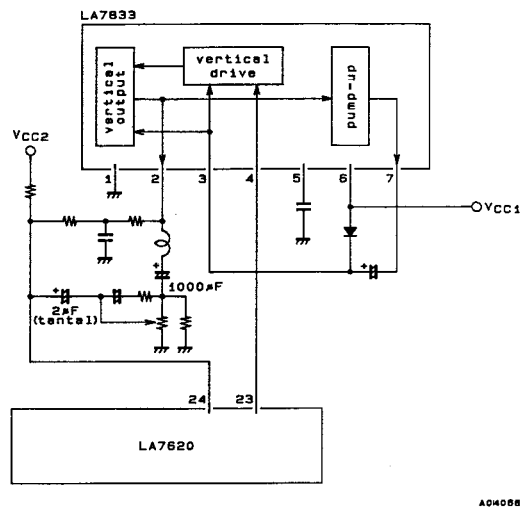 LA7833
vertical
output
vertical
drive
pump-up
VCC2
1
2
3
4
5
6
7
VCC1
+
1000μF
+
+
2μF
(tantal)
24
23
LA7620